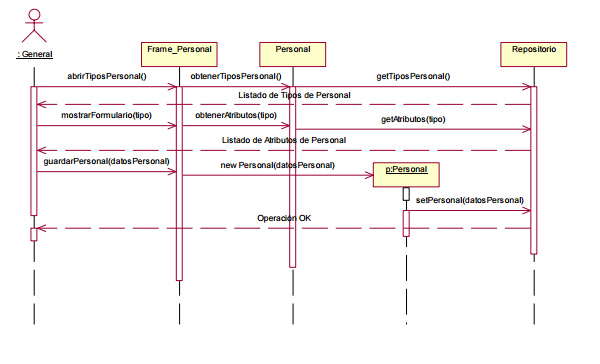 : General
Frame_Personal
Personal
Repositorio
abrirTiposPersonal()
obtenerTiposPersonal()
getTiposPersonal()
Listado de Tipos de Personal
mostrarFormulario(tipo)
obtenerAtributos(tipo)
getAtributos(tipo)
Listado de Atributos de Personal
guardarPersonal(datosPersonal)
new Personal(datosPersonal)
p:Personal
setPersonal(datosPersonal)
Operación OK